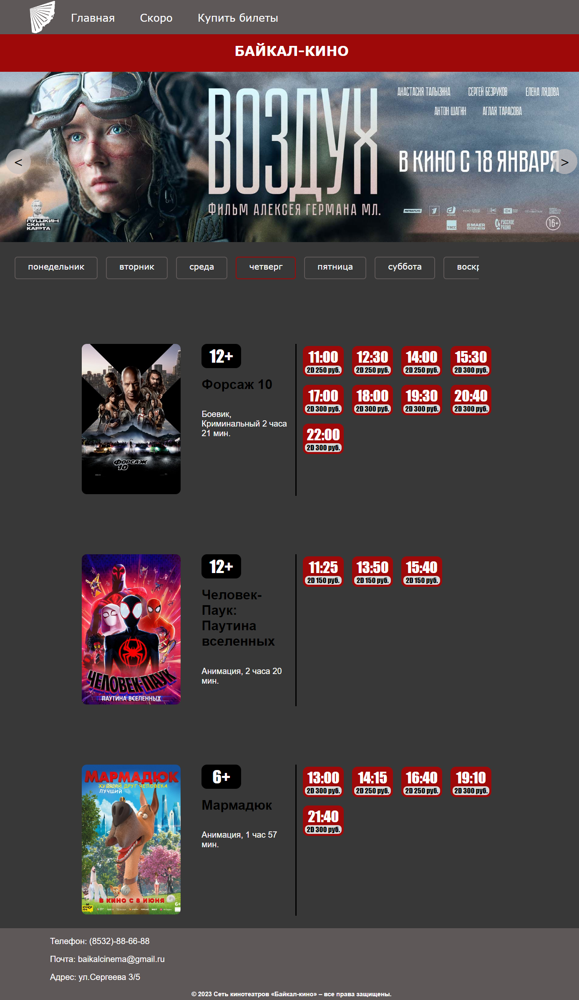 Главная
Скоро
Купить билеты
БАЙКАЛ-КИНО
АНАСТАСИЯ ТАЛЫЗИНА СЕРГЕЙ БЕЗРУКОВ ЕЛЕНА ЛЯДОВА
АНТОН ШАГИН АГЛАЯ ТАРАСОВА
ВОЗДУХ
ФИЛЬМ АЛЕКСЕЯ ГЕРМАНА МЛ.
В КИНО С 18 ЯНВАРЯ
<
>
ПУШКИН
СКАЯ
КАРТА
METRAFILMS
ТАСС
MAER
РУССКОЕ
РАДИО
16+
понедельник
вторник
среда
четверг
пятница
суббота
воскр
ФОРСАЖ
10
12+
Форсаж 10
Боевик,
Криминальный 2 часа
21 мин.
11:00 12:30 14:00 15:30
2D 250 руб. 2D 250 руб. 2D 250 руб. 2D 300 руб.
17:00 18:00 19:30 20:40
2D 300 руб. 2D 300 руб. 2D 300 руб. 2D 300 руб.
22:00
2D 300 руб.
ЧЕЛОВЕК-ПАУК
ПАУТИНА ВСЕЛЕННЫХ
12+
Человек-
Паук:
Паутина
вселенных
Анимация, 2 часа 20
мин.
11:25 13:50 15:40
2D 150 руб. 2D 150 руб. 2D 150 руб.
МАРМАДЮК
ХУДШИЙ ДРУГ ЧЕЛОВЕКА
ЛУЧШИЙ
В КИНО С 8 ИЮНЯ
ЮМОР
FM
6+
6+
Мармадюк
Анимация, 1 час 57
мин.
13:00 14:15 16:40 19:10
2D 300 руб. 2D 250 руб. 2D 250 руб. 2D 300 руб.
21:40
2D 300 руб.
Телефон: (8532)-88-66-88
Почта: baikalcinema@gmail.ru
Адрес: ул.Сергеева 3/5
© 2023 Сеть кинотеатров «Байкал-кино» – все права защищены.